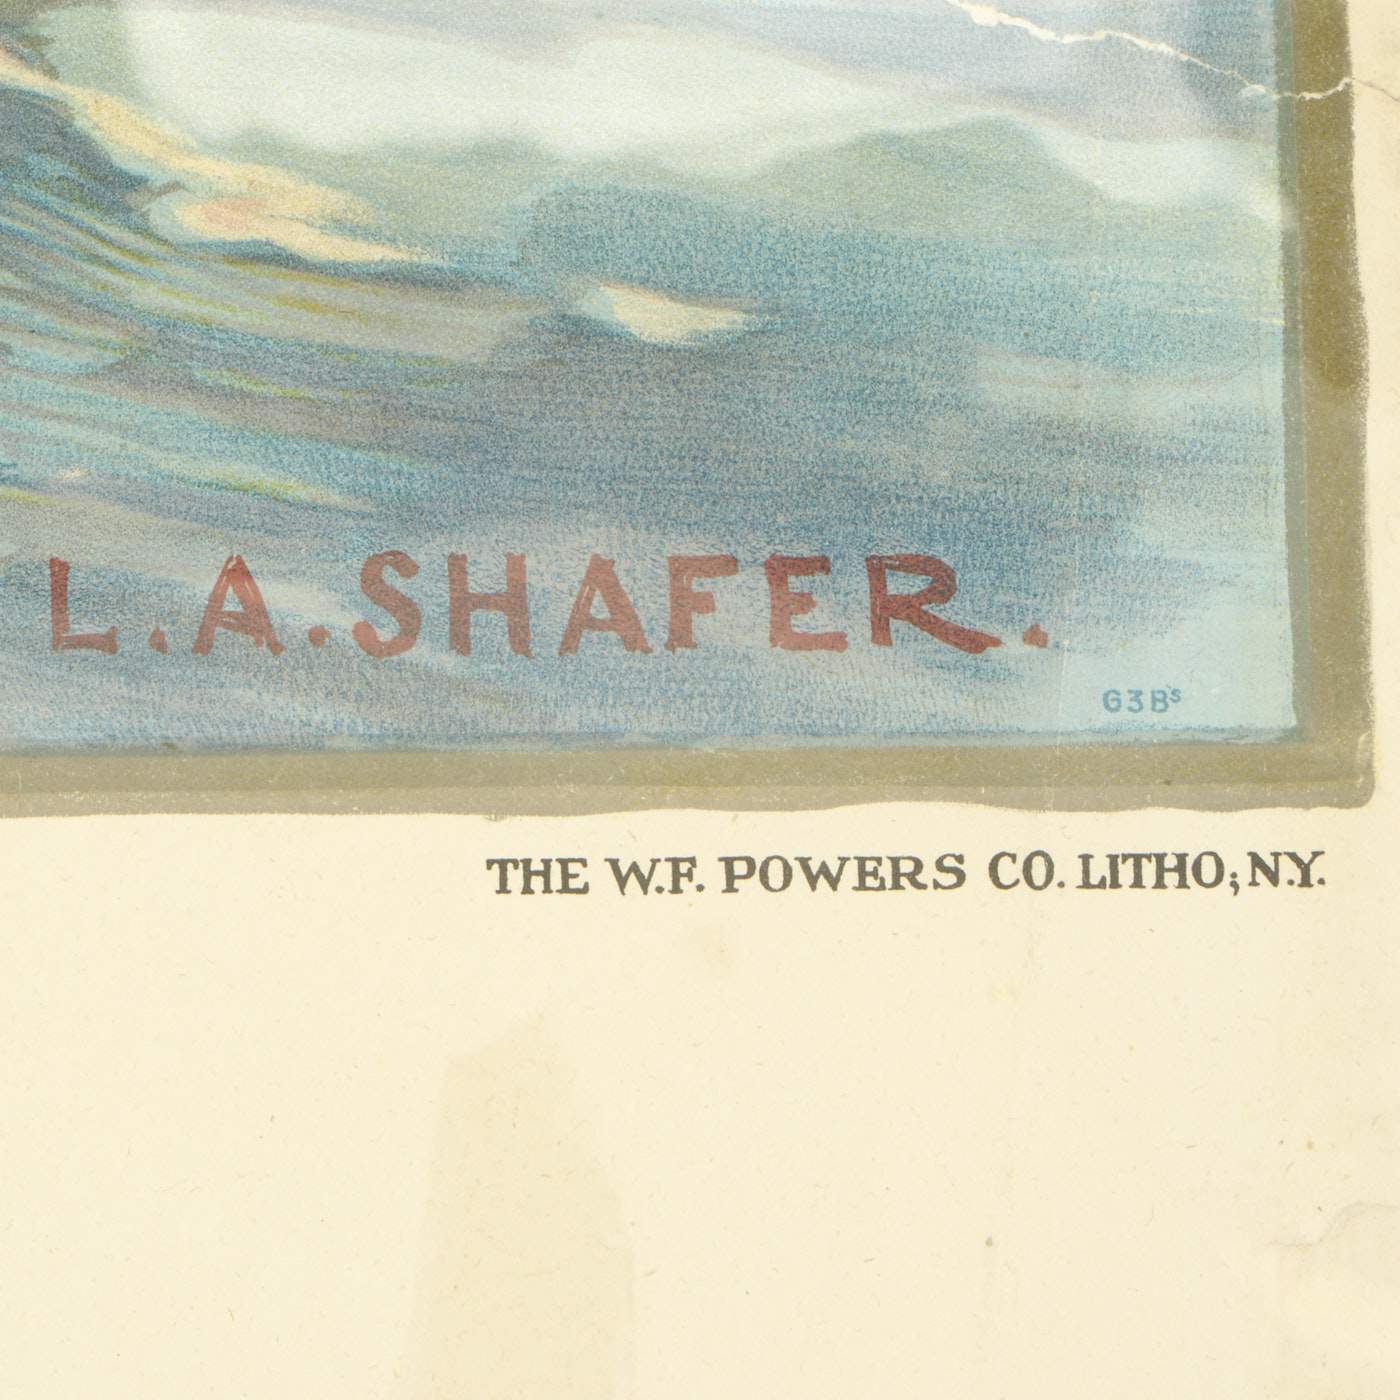 L.A.SHAFER.
G3Bs
THE W.F. POWERS CO. LITHO; N.Y.